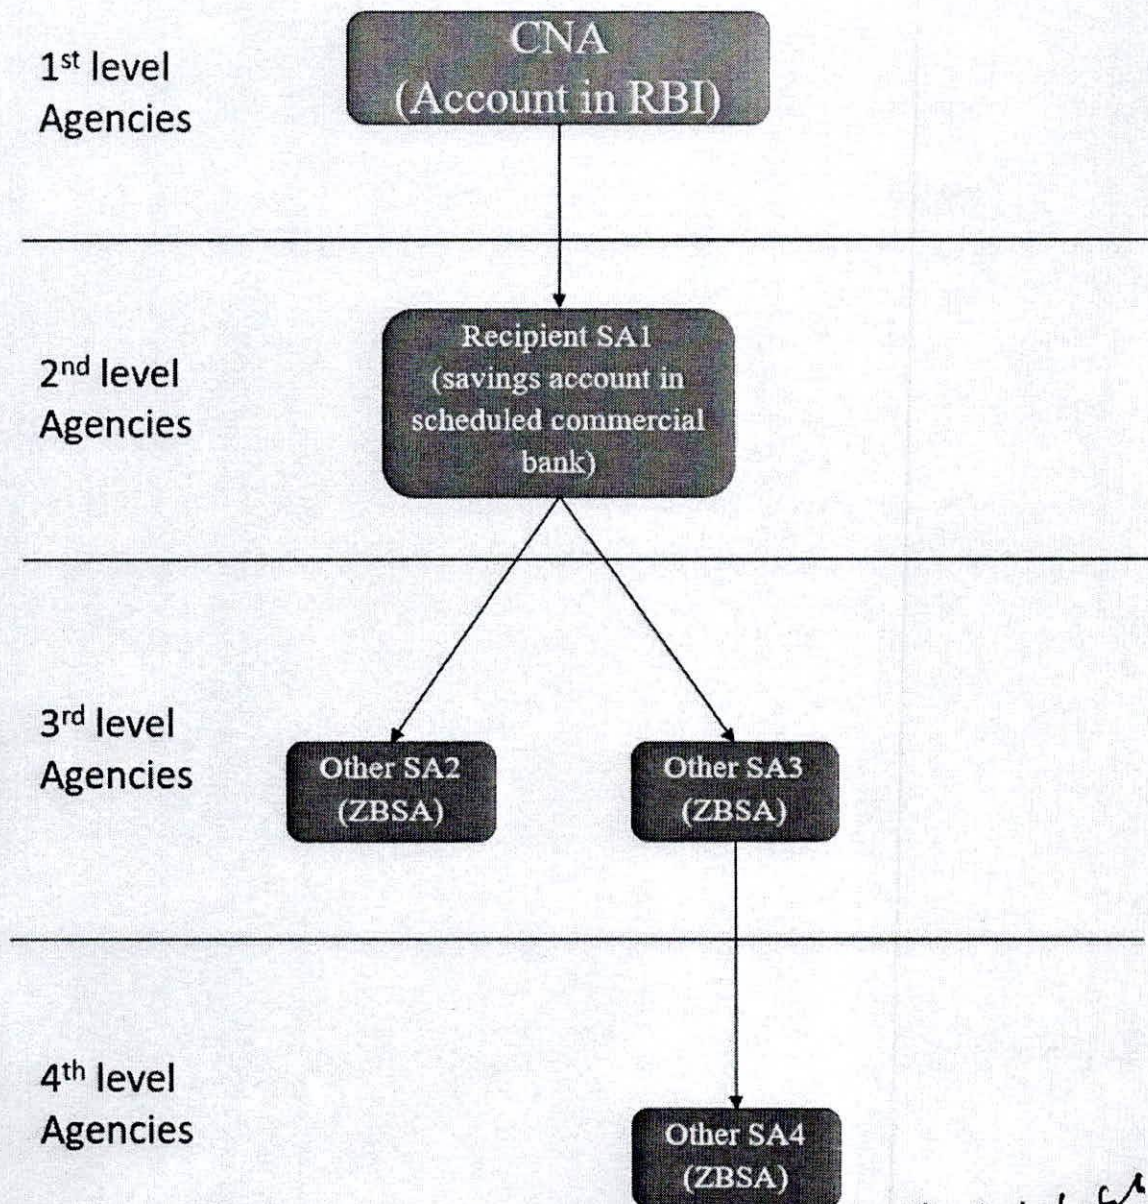 1st level
Agencies
CNA
(Account in RBI)
2nd level
Agencies
Recipient SA1
(savings account in
scheduled commercial
bank)
3rd level
Agencies
Other SA2
(ZBSA)
Other SA3
(ZBSA)
4th level
Agencies
Other SA4
(ZBSA)